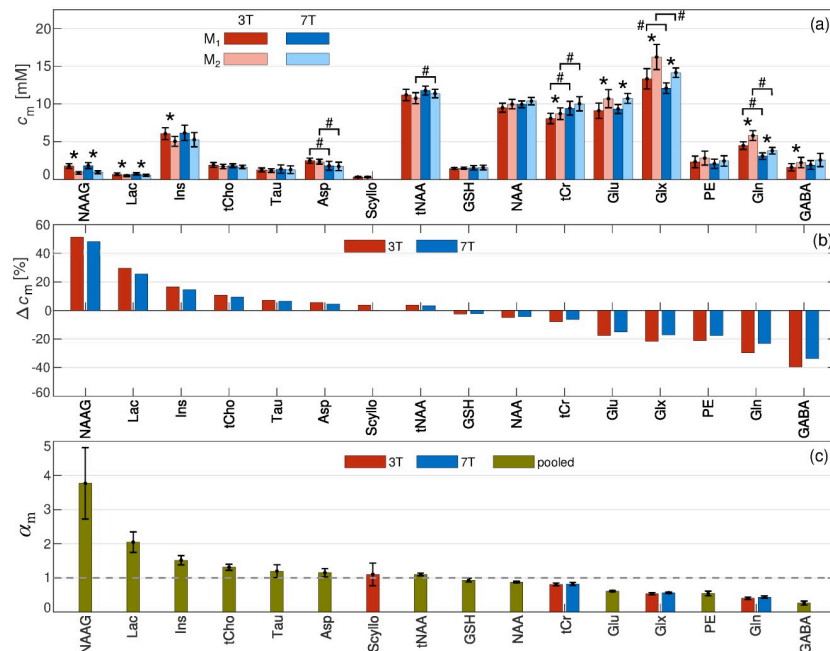 3T 7T (a)
M1
M2
20
15
10
5
0
cm [mM]
* * * * * # # # # * * * # * * # * # # * *
NAAG Lac Ins tCho Tau Asp Scyllo tNAA GSH NAA tCr Glu Glx PE Gln GABA
60
40
20
0
-20
-40
-60
Δcm [%]
3T 7T (b)
NAAG Lac Ins tCho Tau Asp Scyllo tNAA GSH NAA tCr Glu Glx PE Gln GABA
5
4
3
2
1
0
αm
3T 7T pooled (c)
NAAG Lac Ins tCho Tau Asp Scyllo tNAA GSH NAA tCr Glu Glx PE Gln GABA